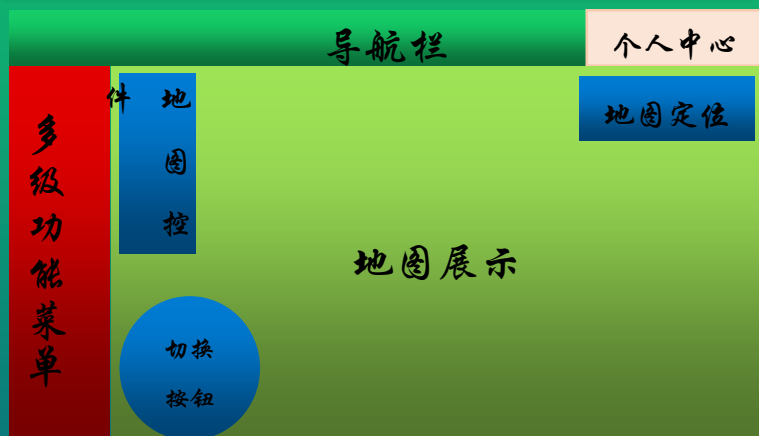 导航栏
个人中心
多级功能菜单
地图控件
地图定位
地图展示
切换
按钮